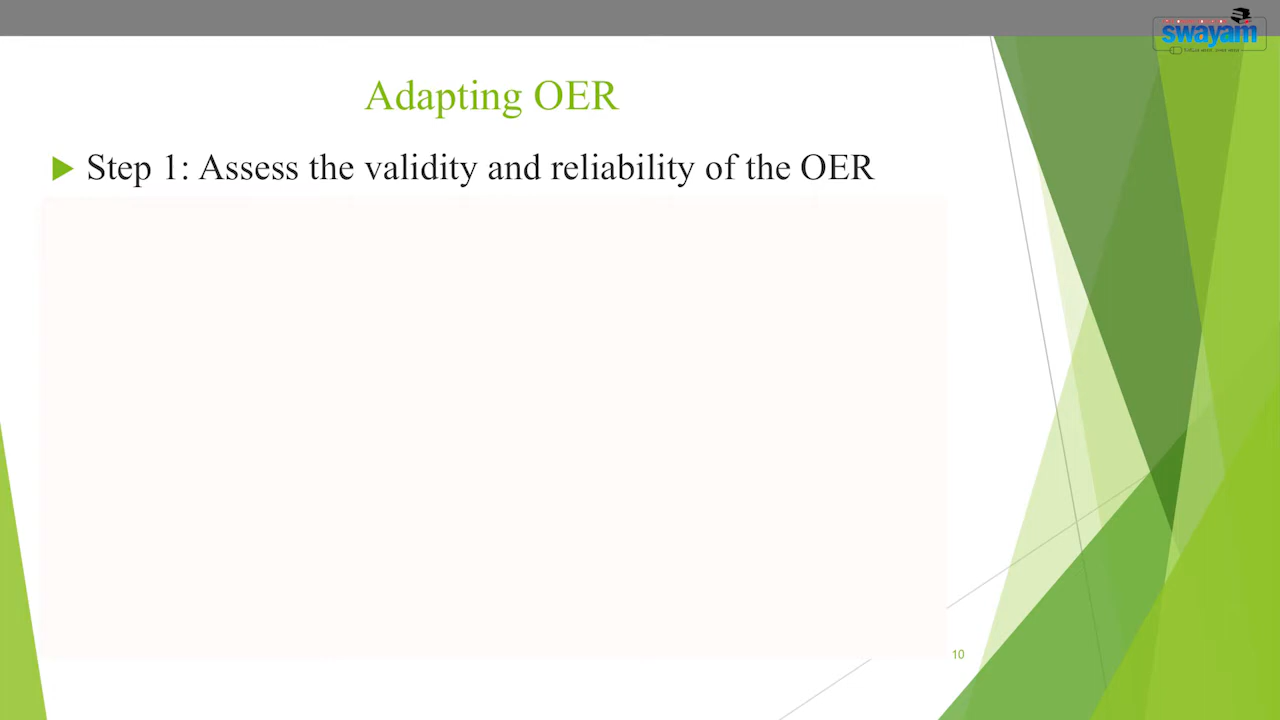 swayam
Adapting OER
Step 1: Assess the validity and reliability of the OER
10